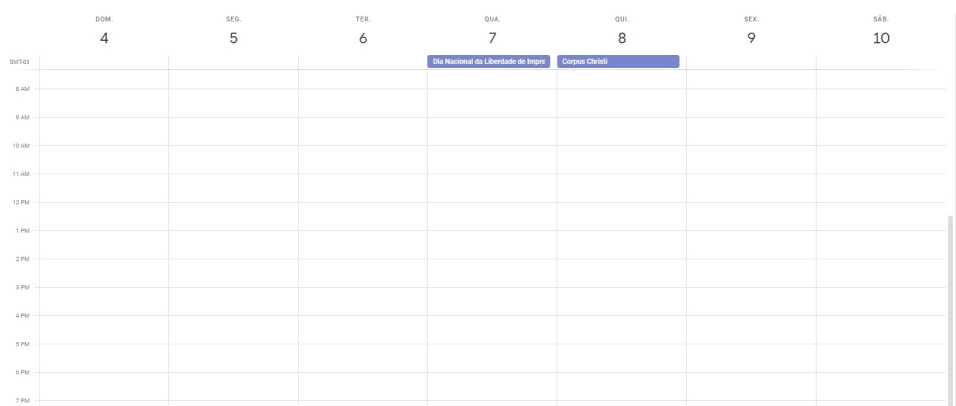 DOM. SEG. TER. QUA. QUI. SEX. SÁB.
4 5 6 7 8 9 10
GMT-03 Dia Nacional da Liberdade de Impre Corpus Christi
8 AM
9 AM
10 AM
11 AM
12 PM
1 PM
2 PM
3 PM
4 PM
5 PM
6 PM
7 PM